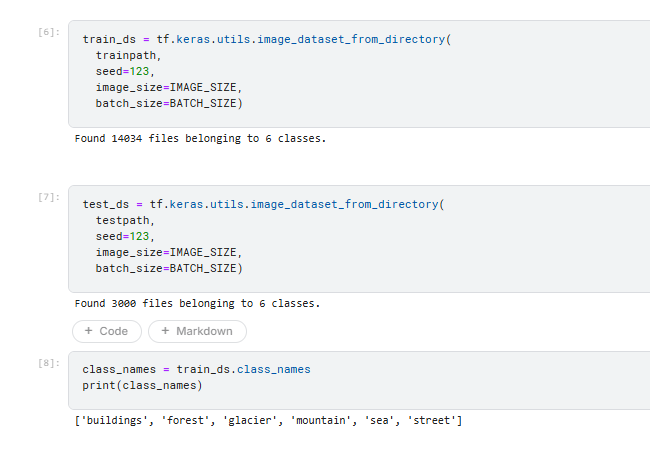 [6]:
train_ds = tf.keras.utils.image_dataset_from_directory(
  trainpath,
  seed=123,
  image_size=IMAGE_SIZE,
  batch_size=BATCH_SIZE)
Found 14034 files belonging to 6 classes.
[7]:
test_ds = tf.keras.utils.image_dataset_from_directory(
  testpath,
  seed=123,
  image_size=IMAGE_SIZE,
  batch_size=BATCH_SIZE)
Found 3000 files belonging to 6 classes.
+ Code + Markdown
[8]:
class_names = train_ds.class_names
print(class_names)
['buildings', 'forest', 'glacier', 'mountain', 'sea', 'street']